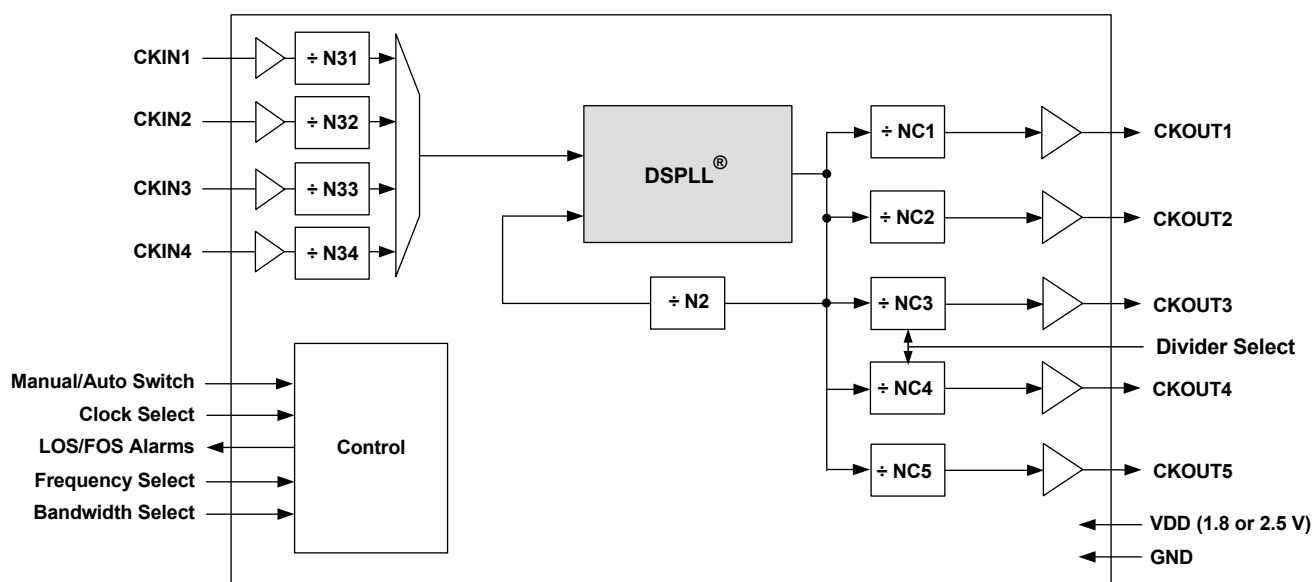 CKIN1
÷ N31
CKIN2
÷ N32
CKIN3
÷ N33
CKIN4
÷ N34
DSPLL®
÷ N2
÷ NC1
CKOUT1
÷ NC2
CKOUT2
÷ NC3
CKOUT3
Divider Select
÷ NC4
CKOUT4
÷ NC5
CKOUT5
Manual/Auto Switch
Clock Select
LOS/FOS Alarms
Frequency Select
Bandwidth Select
Control
VDD (1.8 or 2.5 V)
GND